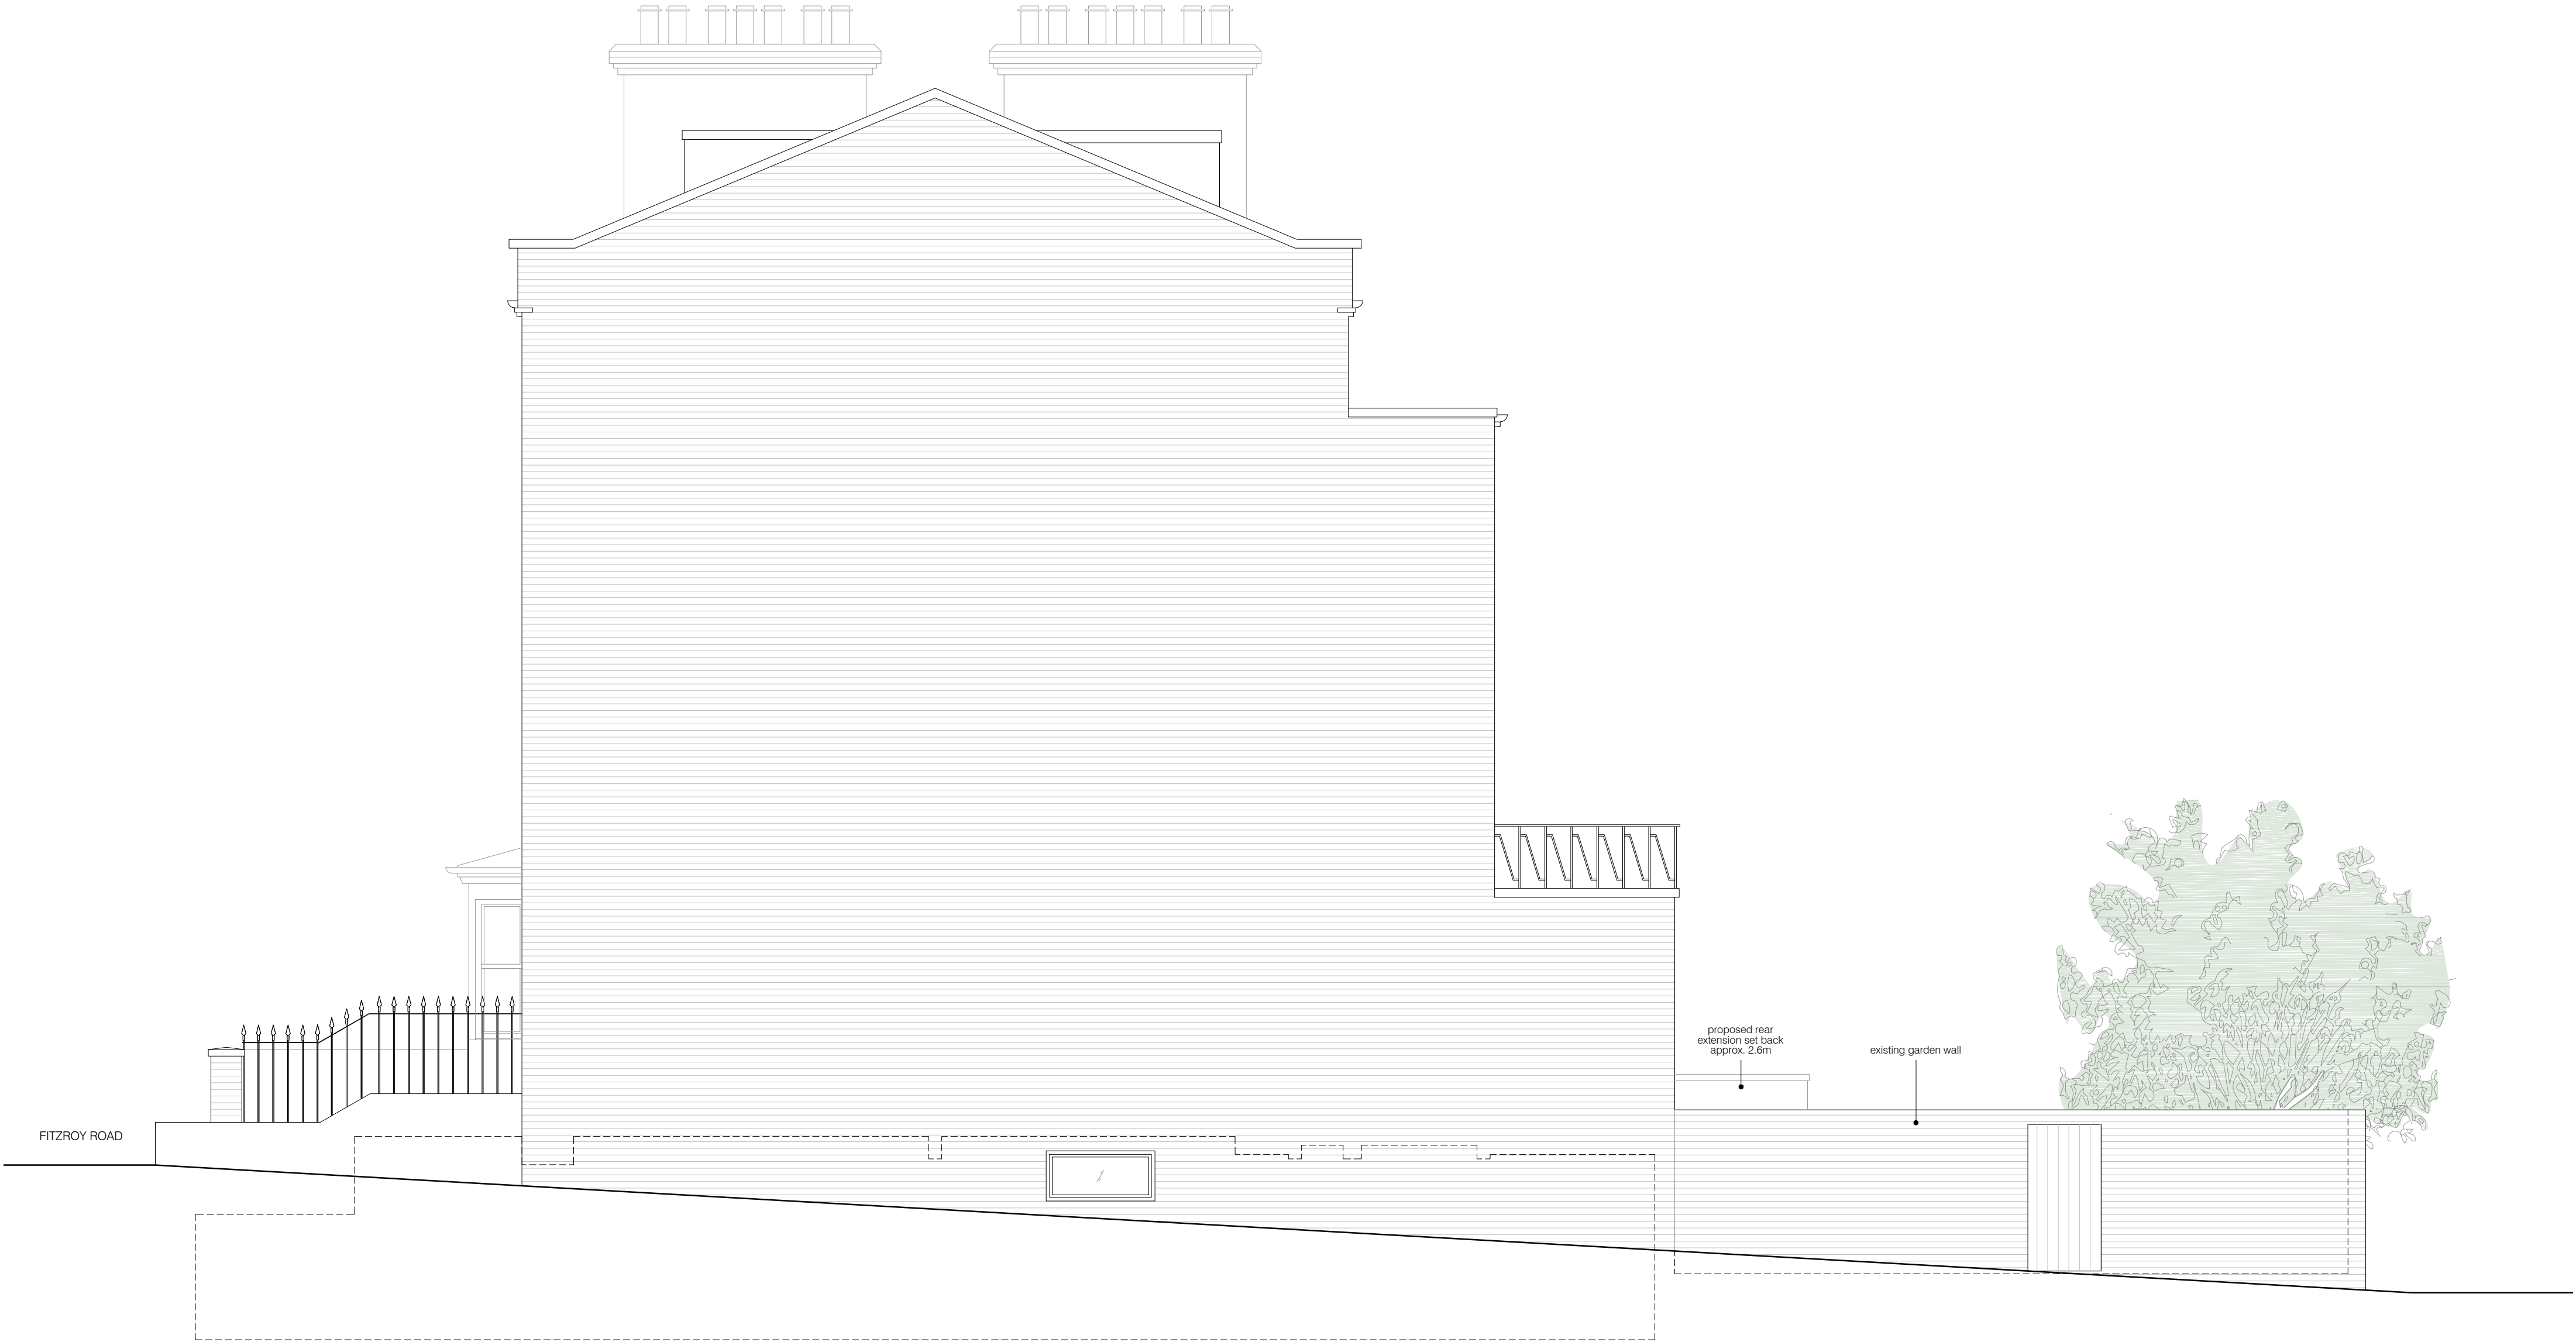 proposed rear
extension set back
approx. 2.6m
existing garden wall
FITZROY ROAD